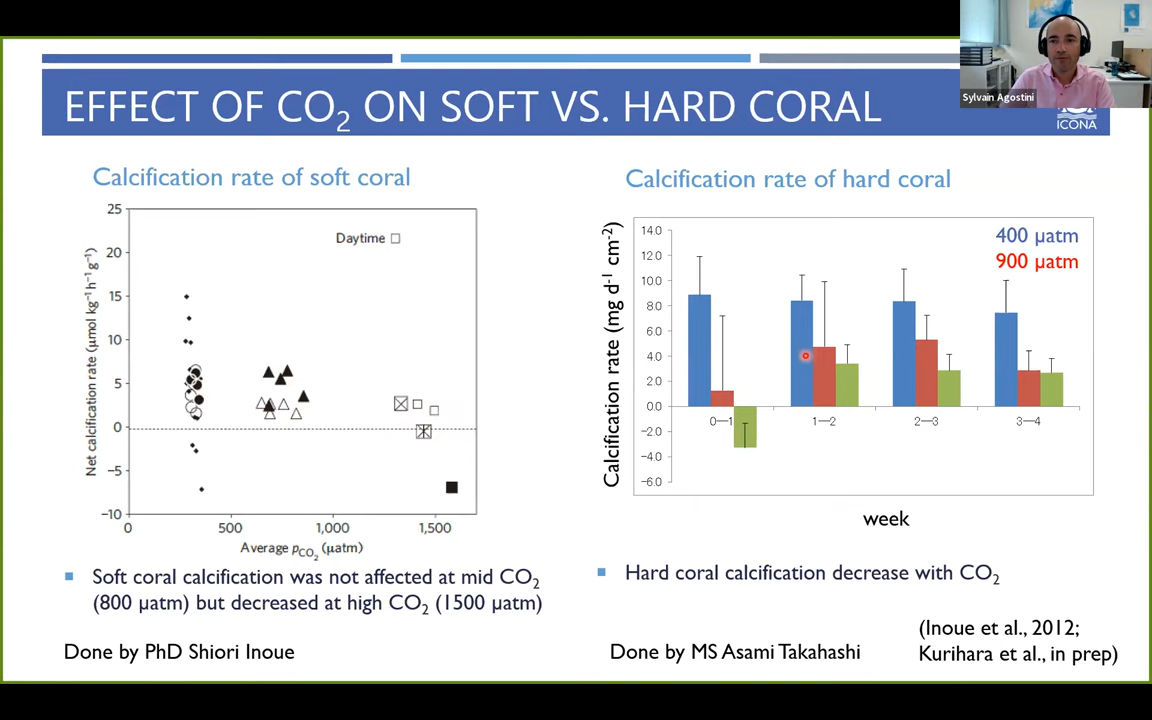 Sylvain Agostini
EFFECT OF CO2 ON SOFT VS. HARD CORAL
ICONA
Calcification rate of soft coral
25
20
15
10
5
0
−5
−10
Net calcification rate (µmol kg−1 h−1 g−1)
Daytime
0
500
1,000
1,500
Average pCO2 (µatm)
Soft coral calcification was not affected at mid CO2
(800 µatm) but decreased at high CO2 (1500 µatm)
Done by PhD Shiori Inoue
Calcification rate of hard coral
Calcification rate (mg d-1 cm-2)
14.0
12.0
10.0
8.0
6.0
4.0
2.0
0.0
-2.0
-4.0
-6.0
400 µatm
900 µatm
0—1
1—2
2—3
3—4
week
Hard coral calcification decrease with CO2
(Inoue et al., 2012;
Kurihara et al., in prep)
Done by MS Asami Takahashi